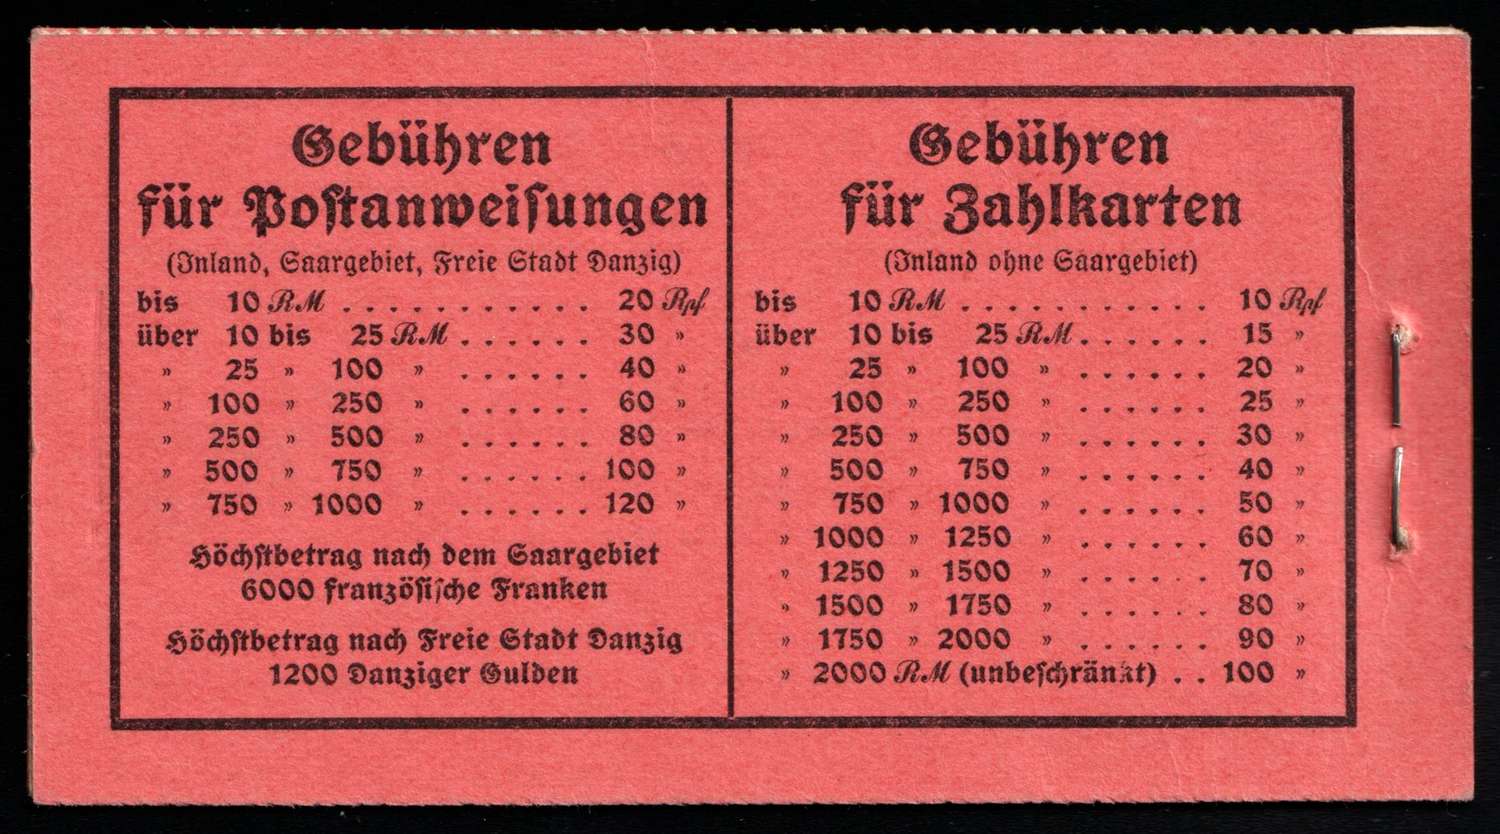 Gebühren
für Postanweisungen
(Inland, Saargebiet, Freie Stadt Danzig)
bis 10 RM . . . . . . . . . . . 20 Rpf
über 10 bis 25 RM . . . . . . 30 "
" 25 " 100 " . . . . . . 40 "
" 100 " 250 " . . . . . . 60 "
" 250 " 500 " . . . . . . 80 "
" 500 " 750 " . . . . . . 100 "
" 750 " 1000 " . . . . . . 120 "
Höchstbetrag nach dem Saargebiet
6000 französische Franken
Höchstbetrag nach Freie Stadt Danzig
1200 Danziger Gulden
Gebühren
für Zahlkarten
(Inland ohne Saargebiet)
bis 10 RM . . . . . . . . . . . 10 Rpf
über 10 bis 25 RM . . . . . . 15 "
" 25 " 100 " . . . . . . 20 "
" 100 " 250 " . . . . . . 25 "
" 250 " 500 " . . . . . . 30 "
" 500 " 750 " . . . . . . 40 "
" 750 " 1000 " . . . . . . 50 "
" 1000 " 1250 " . . . . . . 60 "
" 1250 " 1500 " . . . . . . 70 "
" 1500 " 1750 " . . . . . . 80 "
" 1750 " 2000 " . . . . . . 90 "
" 2000 RM (unbeschränkt) . . 100 "